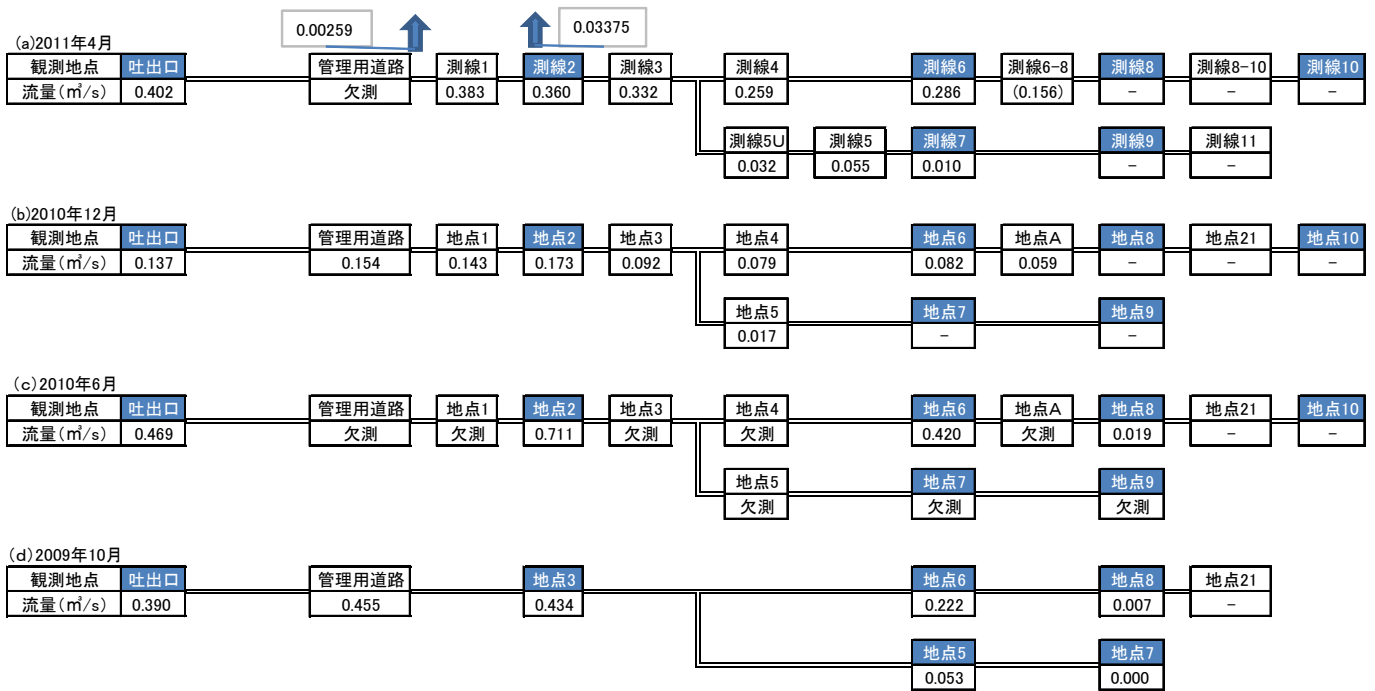 0.00259
0.03375
(a)2011年4月
観測地点 吐出口 管理用道路 測線1 測線2 測線3 測線4 測線6 測線6-8 測線8 測線8-10 測線10
流量(㎥/s) 0.402 欠測 0.383 0.360 0.332 0.259 0.286 (0.156) - - -
測線5U 測線5 測線7 測線9 測線11
0.032 0.055 0.010 - -
(b)2010年12月
観測地点 吐出口 管理用道路 地点1 地点2 地点3 地点4 地点6 地点A 地点8 地点21 地点10
流量(㎥/s) 0.137 0.154 0.143 0.173 0.092 0.079 0.082 0.059 - - -
地点5 地点7 地点9
0.017 - -
(c)2010年6月
観測地点 吐出口 管理用道路 地点1 地点2 地点3 地点4 地点6 地点A 地点8 地点21 地点10
流量(㎥/s) 0.469 欠測 欠測 0.711 欠測 欠測 0.420 欠測 0.019 - -
地点5 地点7 地点9
欠測 欠測 欠測
(d)2009年10月
観測地点 吐出口 管理用道路 地点3 地点6 地点8 地点21
流量(㎥/s) 0.390 0.455 0.434 0.222 0.007 -
地点5 地点7
0.053 0.000